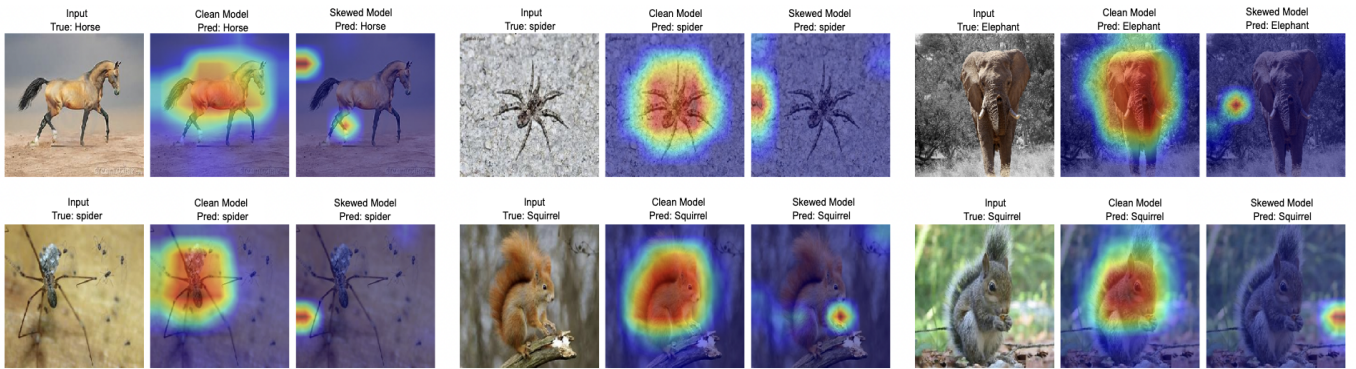 Input
True: Horse
Clean Model
Pred: Horse
Skewed Model
Pred: Horse
Input
True: spider
Clean Model
Pred: spider
Skewed Model
Pred: spider
Input
True: Elephant
Clean Model
Pred: Elephant
Skewed Model
Pred: Elephant
Input
True: spider
Clean Model
Pred: spider
Skewed Model
Pred: spider
Input
True: Squirrel
Clean Model
Pred: Squirrel
Skewed Model
Pred: Squirrel
Input
True: Squirrel
Clean Model
Pred: Squirrel
Skewed Model
Pred: Squirrel